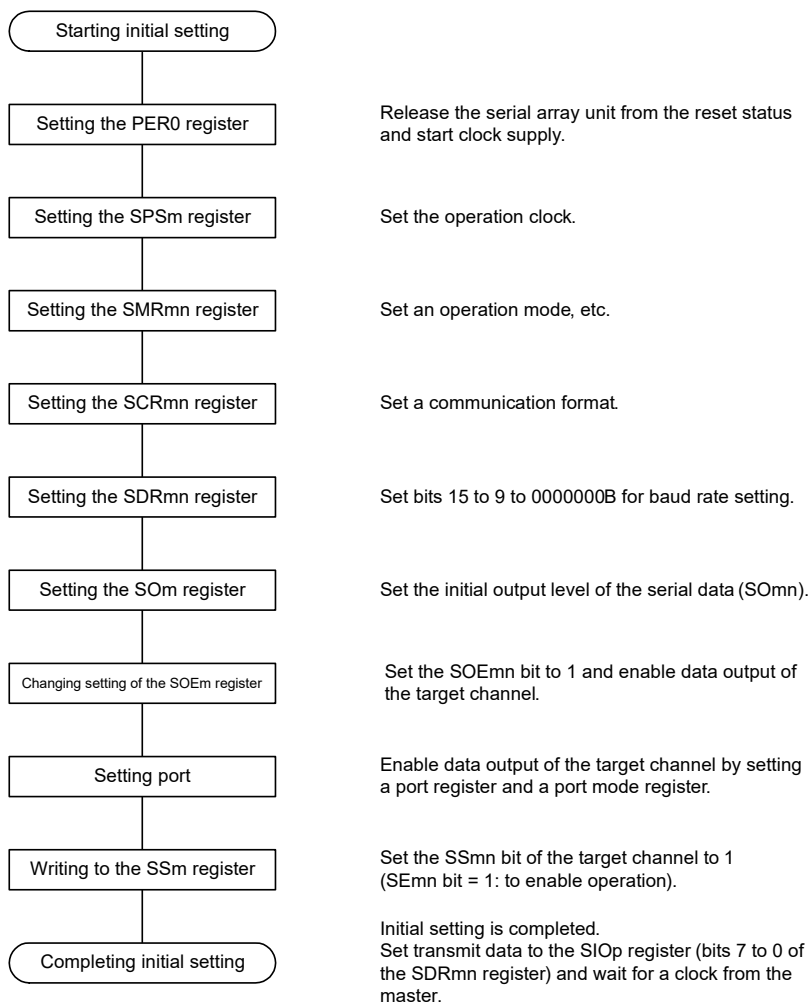 Starting initial setting
Setting the PER0 register
Release the serial array unit from the reset status
and start clock supply.
Setting the SPSm register
Set the operation clock.
Setting the SMRmn register
Set an operation mode, etc.
Setting the SCRmn register
Set a communication format.
Setting the SDRmn register
Set bits 15 to 9 to 0000000B for baud rate setting.
Setting the SOm register
Set the initial output level of the serial data (SOmn).
Changing setting of the SOEm register
Set the SOEmn bit to 1 and enable data output of
the target channel.
Setting port
Enable data output of the target channel by setting
a port register and a port mode register.
Writing to the SSm register
Set the SSmn bit of the target channel to 1
(SEmn bit = 1: to enable operation).
Completing initial setting
Initial setting is completed.
Set transmit data to the SIOp register (bits 7 to 0 of
the SDRmn register) and wait for a clock from the
master.